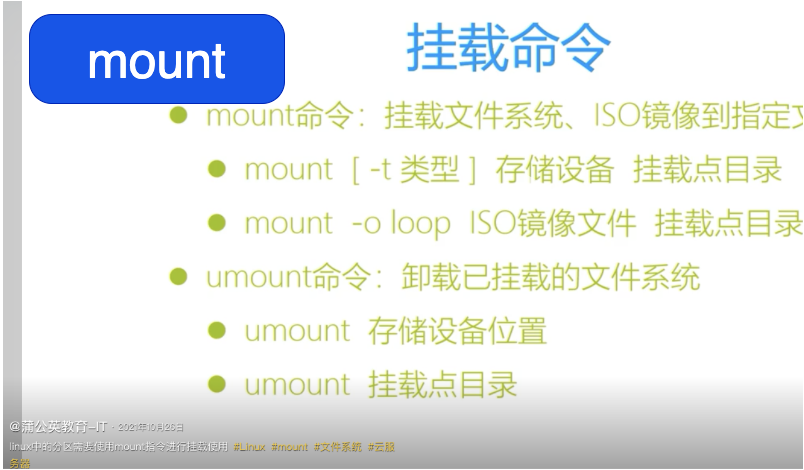 mount
挂载命令
mount命令：挂载文件系统、ISO镜像到指定文
mount [ -t 类型 ] 存储设备 挂载点目录
mount -o loop ISO镜像文件 挂载点目录
umount命令：卸载已挂载的文件系统
umount 存储设备位置
umount 挂载点目录
@蒲公英教育-IT · 2021年10月26日
linux中的分区需要使用mount指令进行挂载使用 #Linux #mount #文件系统 #云服
务器